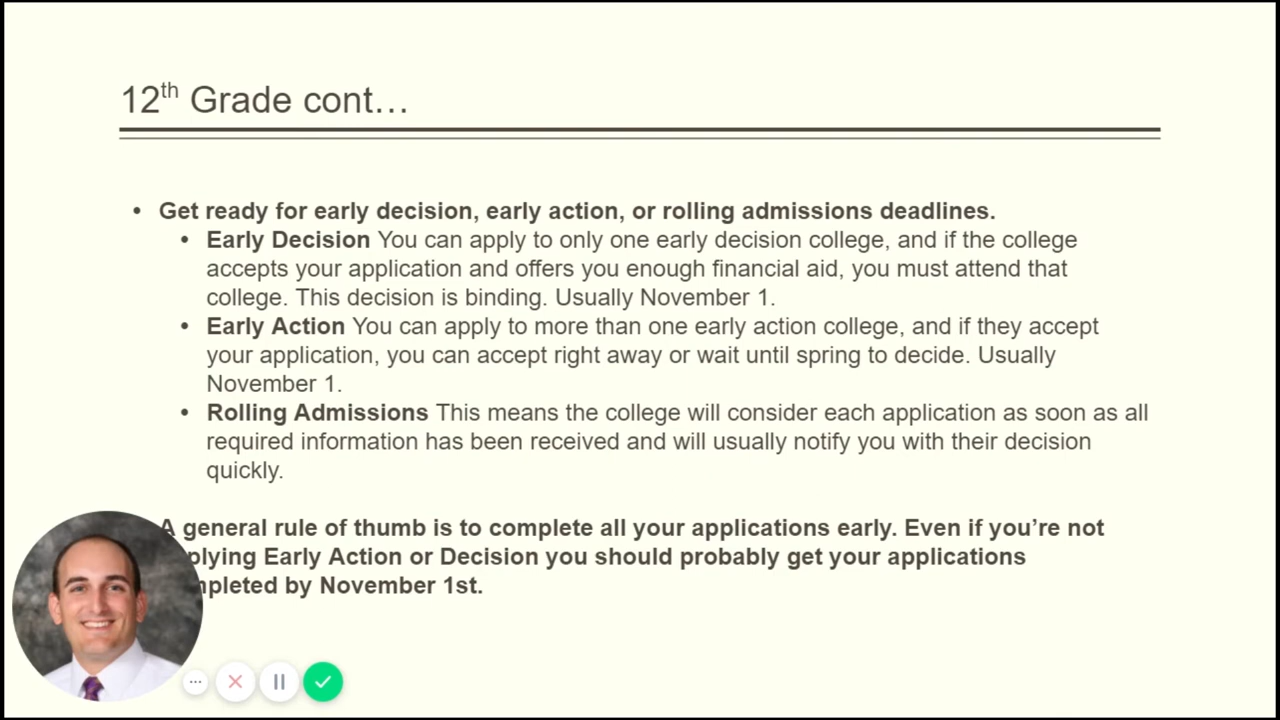 12th Grade cont…
• Get ready for early decision, early action, or rolling admissions deadlines.
• Early Decision You can apply to only one early decision college, and if the college
accepts your application and offers you enough financial aid, you must attend that
college. This decision is binding. Usually November 1.
• Early Action You can apply to more than one early action college, and if they accept
your application, you can accept right away or wait until spring to decide. Usually
November 1.
• Rolling Admissions This means the college will consider each application as soon as all
required information has been received and will usually notify you with their decision
quickly.
A general rule of thumb is to complete all your applications early. Even if you’re not
plying Early Action or Decision you should probably get your applications
npleted by November 1st.